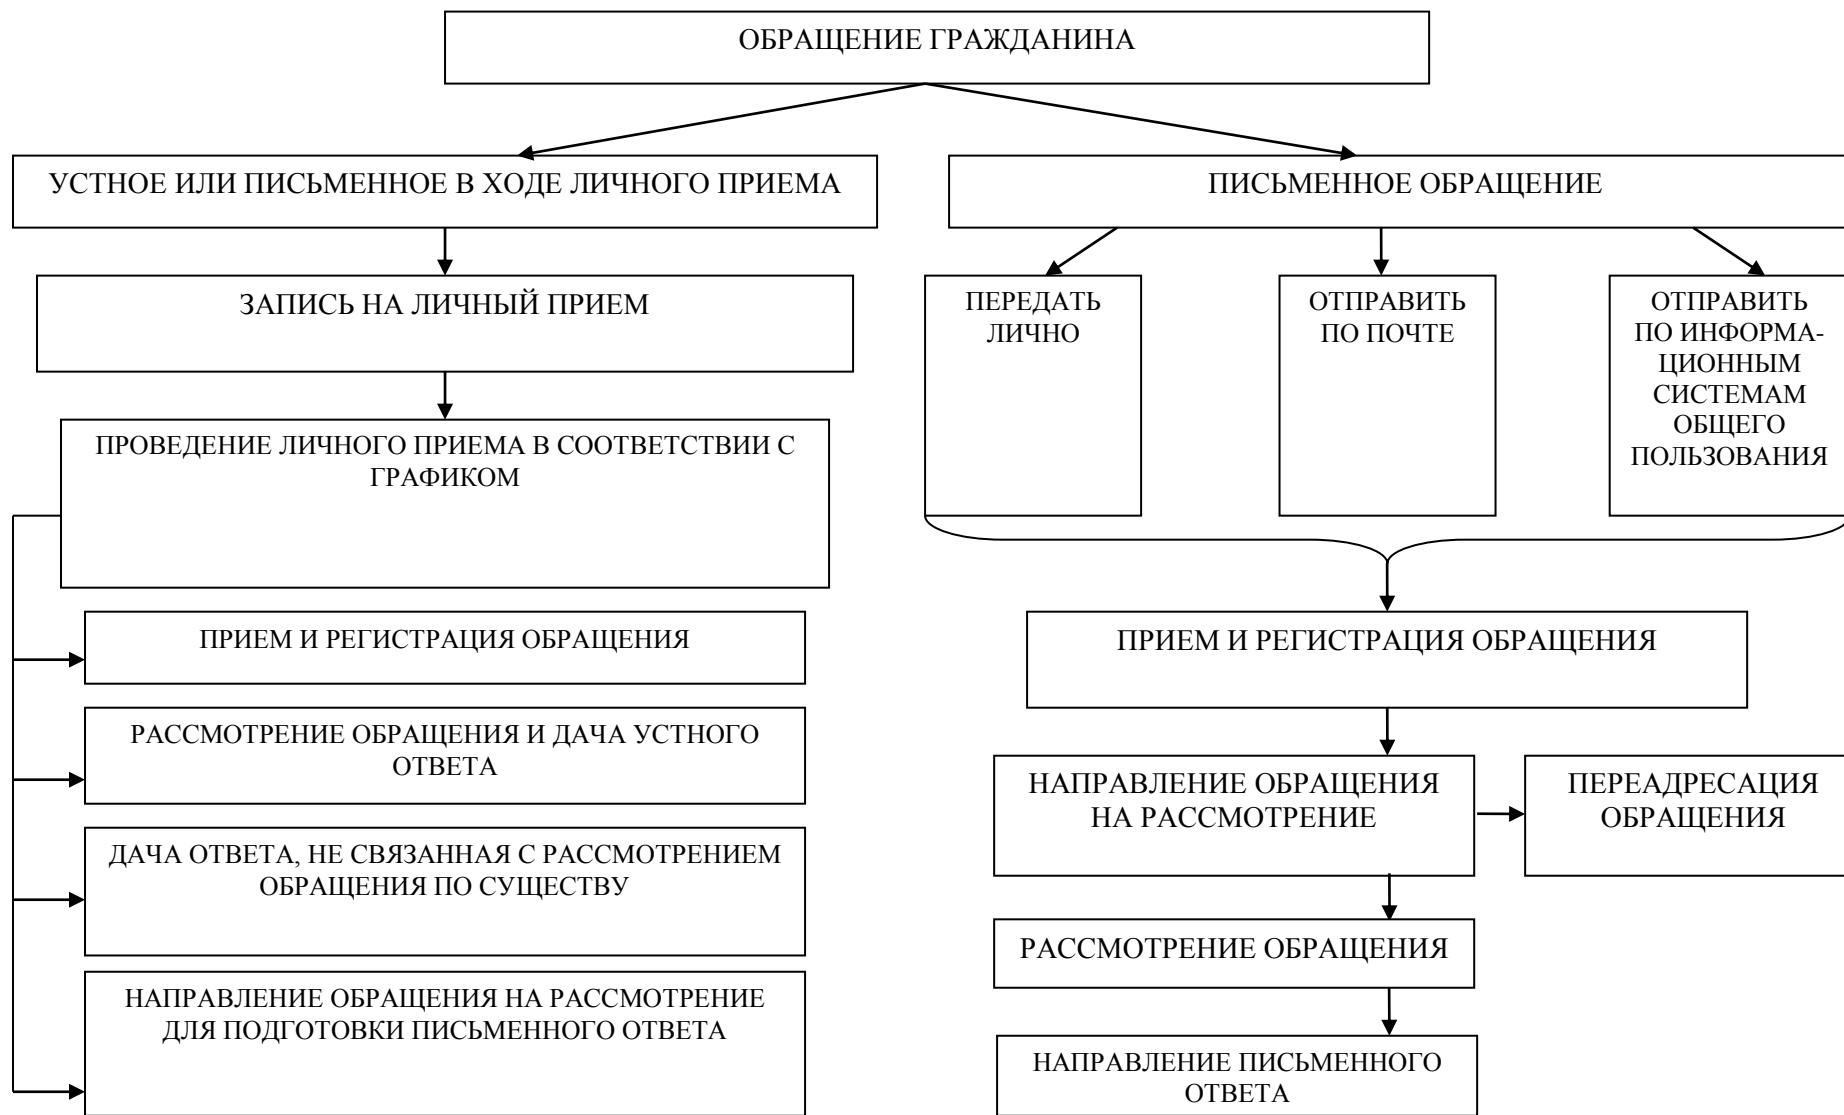 ОБРАЩЕНИЕ ГРАЖДАНИНА
УСТНОЕ ИЛИ ПИСЬМЕННОЕ В ХОДЕ ЛИЧНОГО ПРИЕМА
ПИСЬМЕННОЕ ОБРАЩЕНИЕ
ЗАПИСЬ НА ЛИЧНЫЙ ПРИЕМ
ПРОВЕДЕНИЕ ЛИЧНОГО ПРИЕМА В СООТВЕТСТВИИ С
ГРАФИКОМ
ПРИЕМ И РЕГИСТРАЦИЯ ОБРАЩЕНИЯ
РАССМОТРЕНИЕ ОБРАЩЕНИЯ И ДАЧА УСТНОГО
ОТВЕТА
ДАЧА ОТВЕТА, НЕ СВЯЗАННАЯ С РАССМОТРЕНИЕМ
ОБРАЩЕНИЯ ПО СУЩЕСТВУ
НАПРАВЛЕНИЕ ОБРАЩЕНИЯ НА РАССМОТРЕНИЕ
ДЛЯ ПОДГОТОВКИ ПИСЬМЕННОГО ОТВЕТА
ПЕРЕДАТЬ
ЛИЧНО
ОТПРАВИТЬ
ПО ПОЧТЕ
ОТПРАВИТЬ
ПО ИНФОРМА-
ЦИОННЫМ
СИСТЕМАМ
ОБЩЕГО
ПОЛЬЗОВАНИЯ
ПРИЕМ И РЕГИСТРАЦИЯ ОБРАЩЕНИЯ
НАПРАВЛЕНИЕ ОБРАЩЕНИЯ
НА РАССМОТРЕНИЕ
ПЕРЕАДРЕСАЦИЯ
ОБРАЩЕНИЯ
РАССМОТРЕНИЕ ОБРАЩЕНИЯ
НАПРАВЛЕНИЕ ПИСЬМЕННОГО
ОТВЕТА